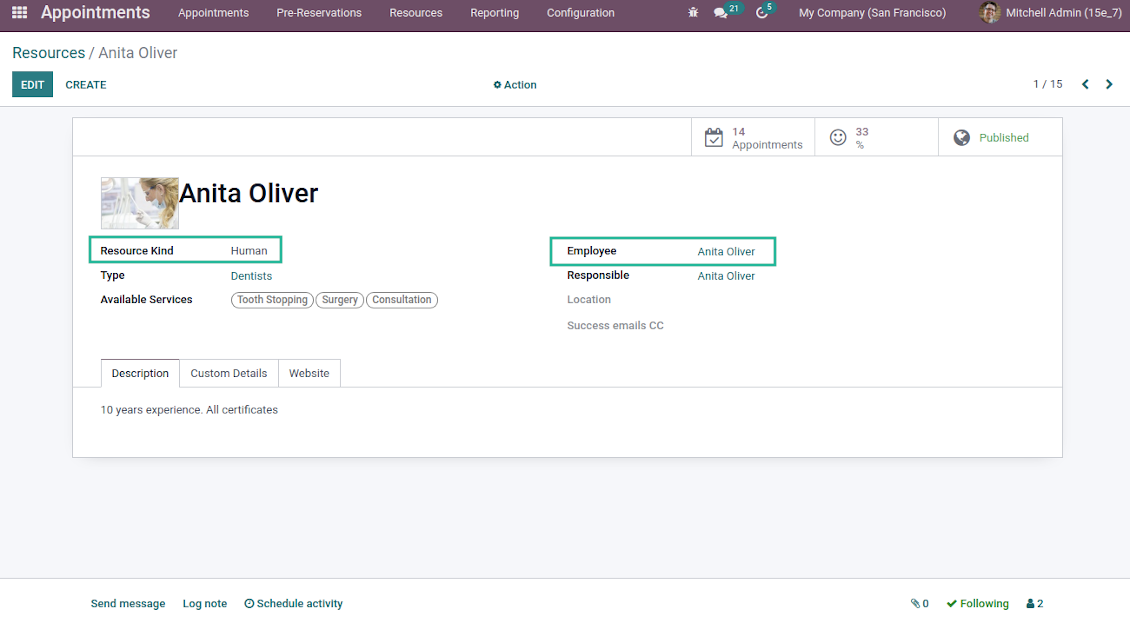 Appointments Appointments Pre-Reservations Resources Reporting Configuration 21 5 My Company (San Francisco) Mitchell Admin (15e_7)
Resources / Anita Oliver
EDIT CREATE Action 1 / 15
14 Appointments
33 %
Published
Anita Oliver
Resource Kind Human
Employee Anita Oliver
Type Dentists
Responsible Anita Oliver
Available Services Tooth Stopping Surgery Consultation
Location
Success emails CC
Description Custom Details Website
10 years experience. All certificates
Send message Log note Schedule activity 0 Following 2